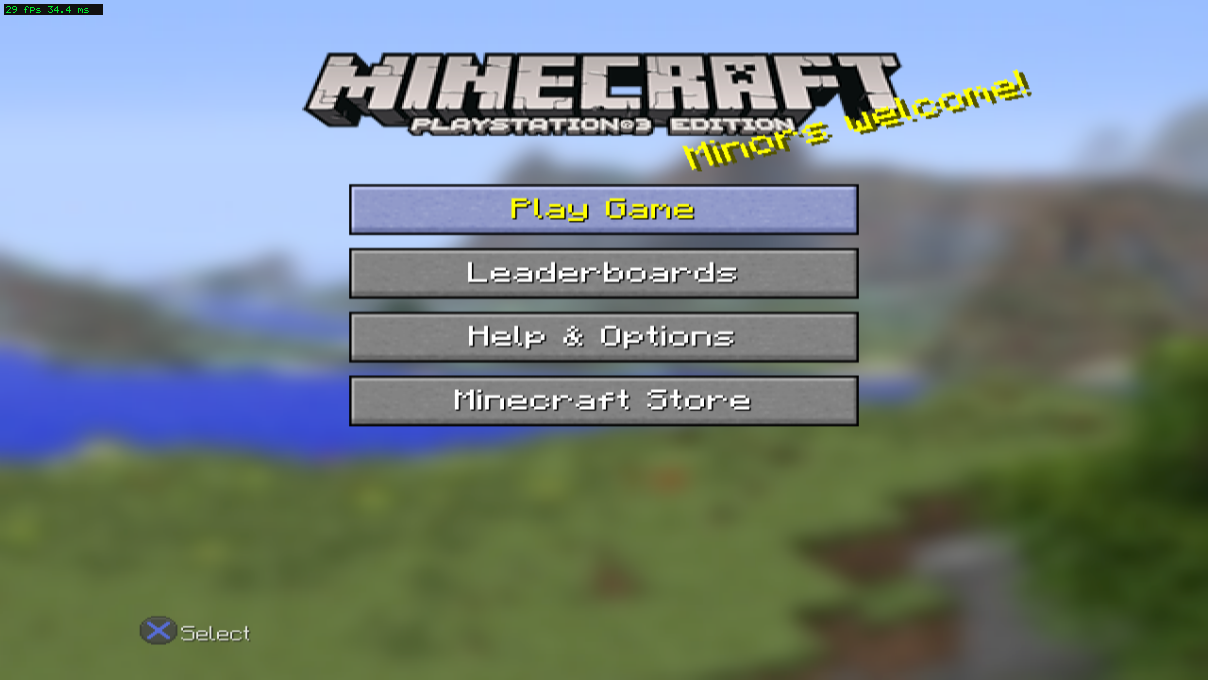 29 fps 34.4 ms
MINECRAFT
PLAYSTATION®3 EDITION
Minors welcome!
Play Game
Leaderboards
Help & Options
Minecraft Store
Select